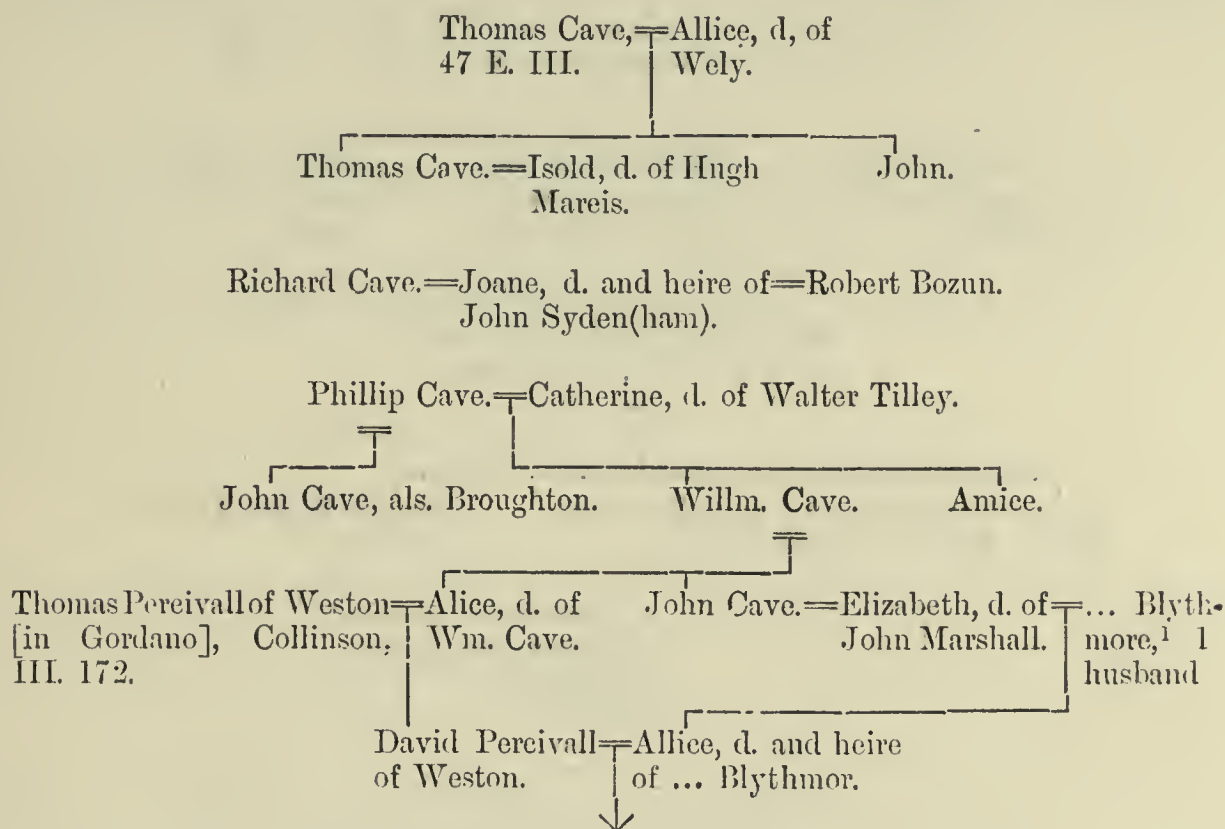 Thomas Cave, Allice, d, of
47 E. III. Wely.
Thomas Cave. Isold, d. of Hugh John.
Mareis.
Richard Cave. Joane, d. and heire of Robert Bozun.
John Syden(ham).
Phillip Cave. Catherine, d. of Walter Tilley.
John Cave, als. Broughton. Willm. Cave. Amice.
Thomas Percivall of Weston Alice, d. of John Cave. Elizabeth, d. of ... Blyth-
[in Gordano], Collinson, Wm. Cave. John Marshall. more,¹ 1
III. 172. husband
David Percivall Allice, d. and heire
of Weston. of ... Blythmor.